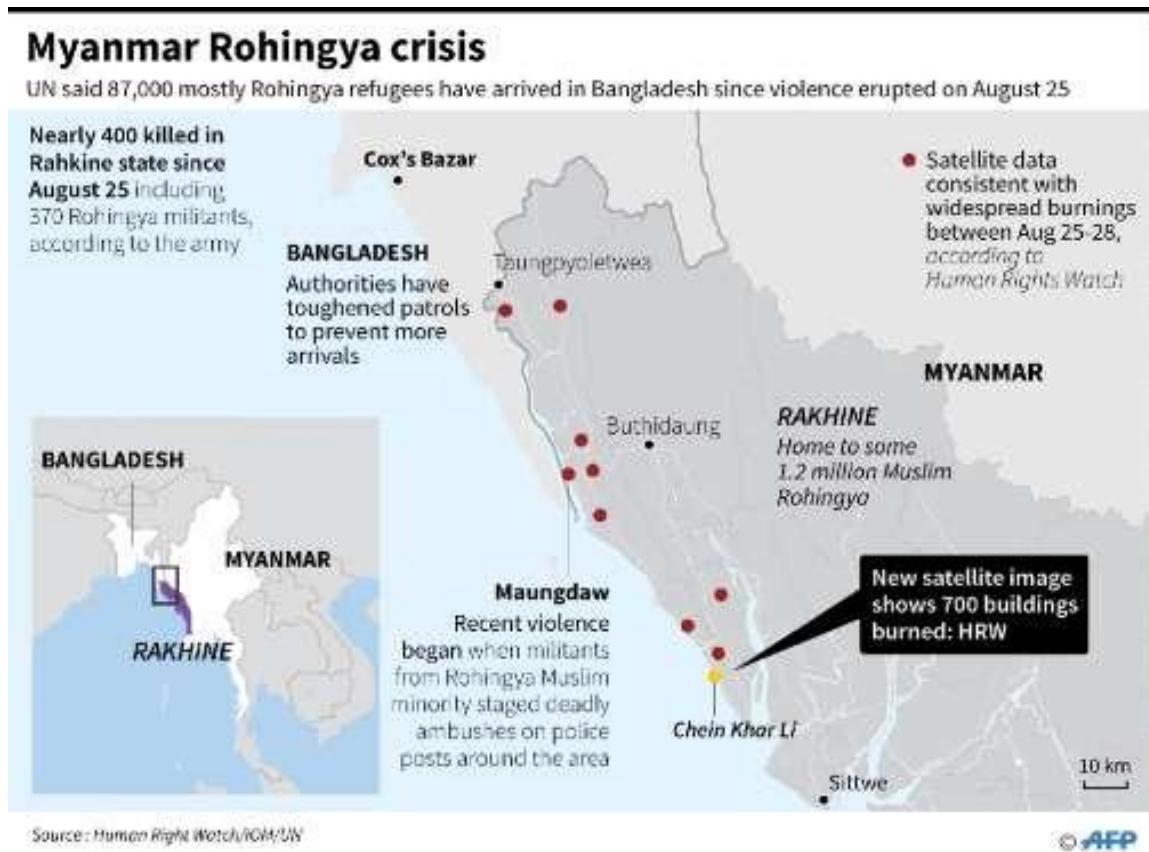 Myanmar Rohingya crisis
UN said 87,000 mostly Rohingya refugees have arrived in Bangladesh since violence erupted on August 25
Nearly 400 killed in
Rahkine state since
August 25 including
370 Rohingya militants,
according to the army
Cox's Bazar
Satellite data
consistent with
widespread burnings
between Aug 25-28,
according to
Human Rights Watch
BANGLADESH
Authorities have
toughened patrols
to prevent more
arrivals
Taungpyoletwea
MYANMAR
Buthidaung
RAKHINE
Home to some
1.2 million Muslim
Rohingya
BANGLADESH
MYANMAR
RAKHINE
Maungdaw
Recent violence
began when militants
from Rohingya Muslim
minority staged deadly
ambushes on police
posts around the area
New satellite image
shows 700 buildings
burned: HRW
Chein Khar Li
Sittwe
10 km
Source: Human Right Watch/IOM/UN
© AFP